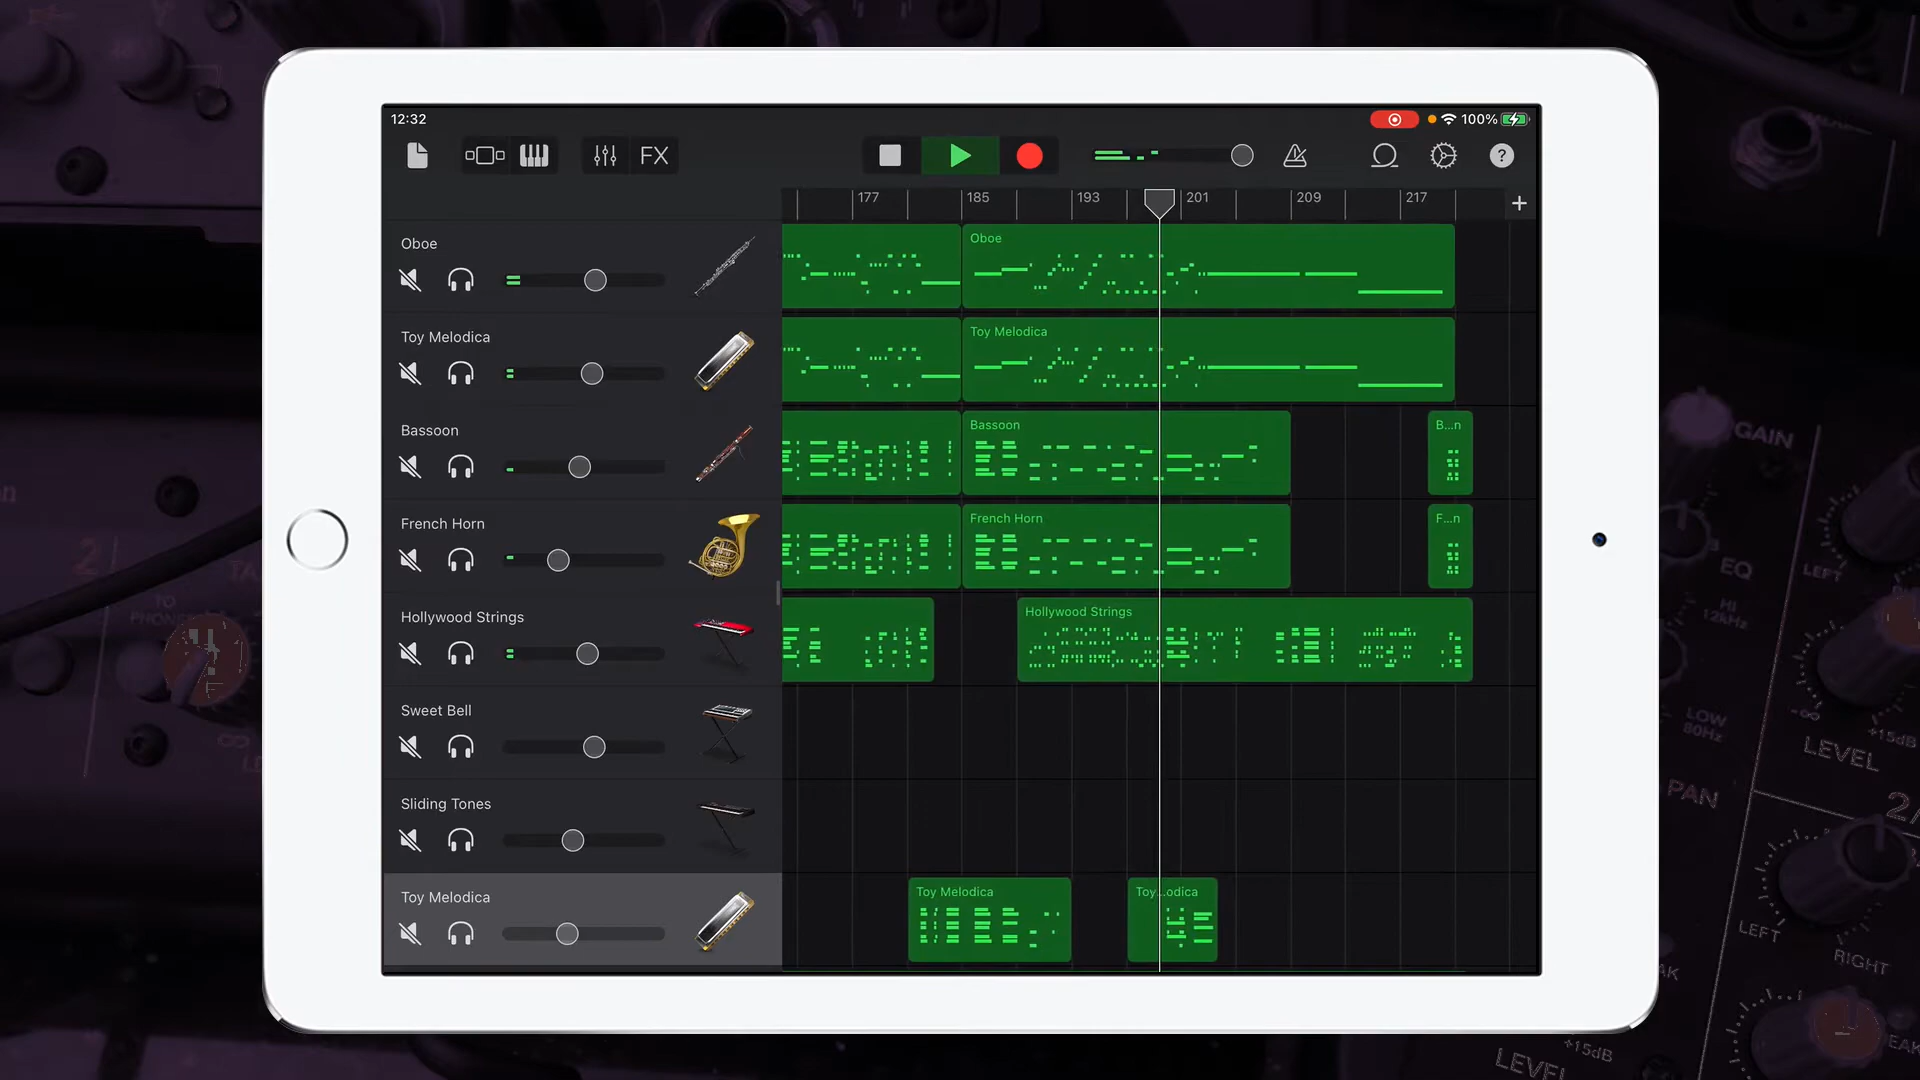 12:32
100%
FX
?
177
185
193
201
209
217
+
Oboe
Oboe
Toy Melodica
Toy Melodica
Bassoon
Bassoon
B...n
French Horn
French Horn
F...n
Hollywood Strings
Hollywood Strings
Sweet Bell
Sliding Tones
Toy Melodica
Toy Melodica
Toy...odica
2
TO
GAIN
EQ
HI
12kHz
LOW
80Hz
PAN
LEFT
-∞
+15dB
LEVEL
LEFT
RIGHT
+15dB
LEVEL